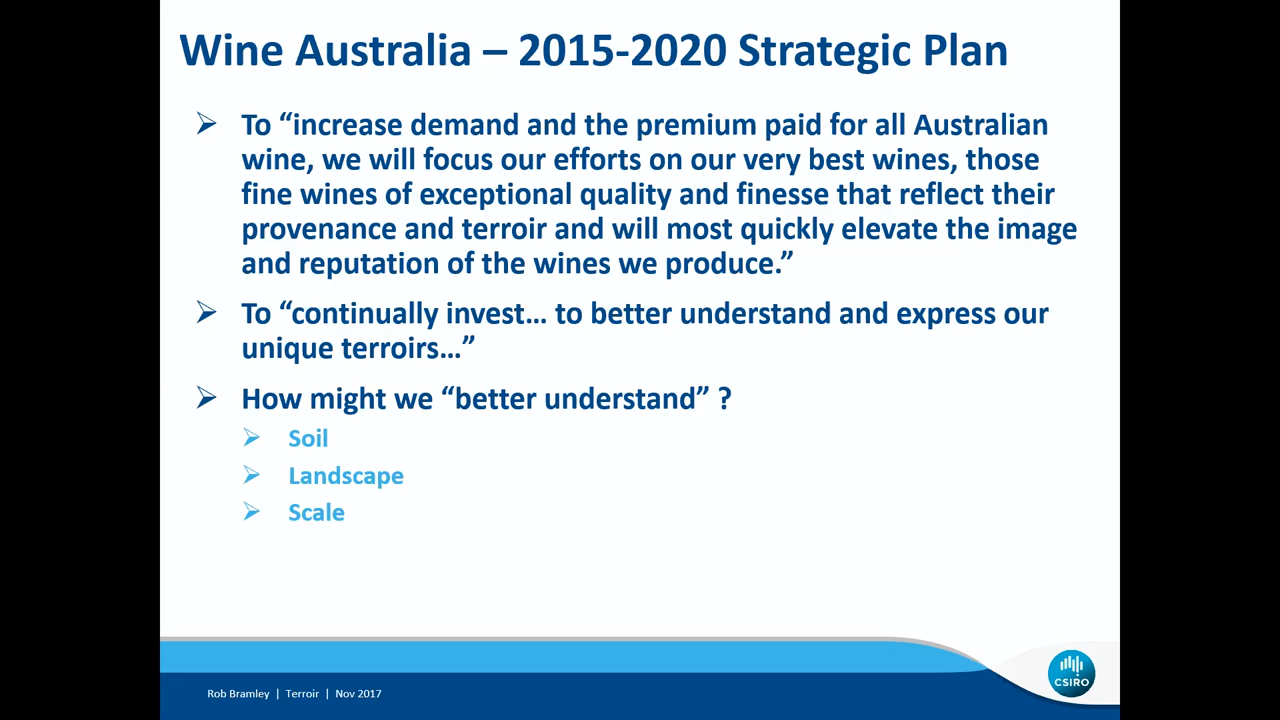 Wine Australia – 2015-2020 Strategic Plan
➢ To “increase demand and the premium paid for all Australian
wine, we will focus our efforts on our very best wines, those
fine wines of exceptional quality and finesse that reflect their
provenance and terroir and will most quickly elevate the image
and reputation of the wines we produce.”
➢ To “continually invest… to better understand and express our
unique terroirs…”
➢ How might we “better understand” ?
➢ Soil
➢ Landscape
➢ Scale
Rob Bramley | Terroir | Nov 2017
CSIRO